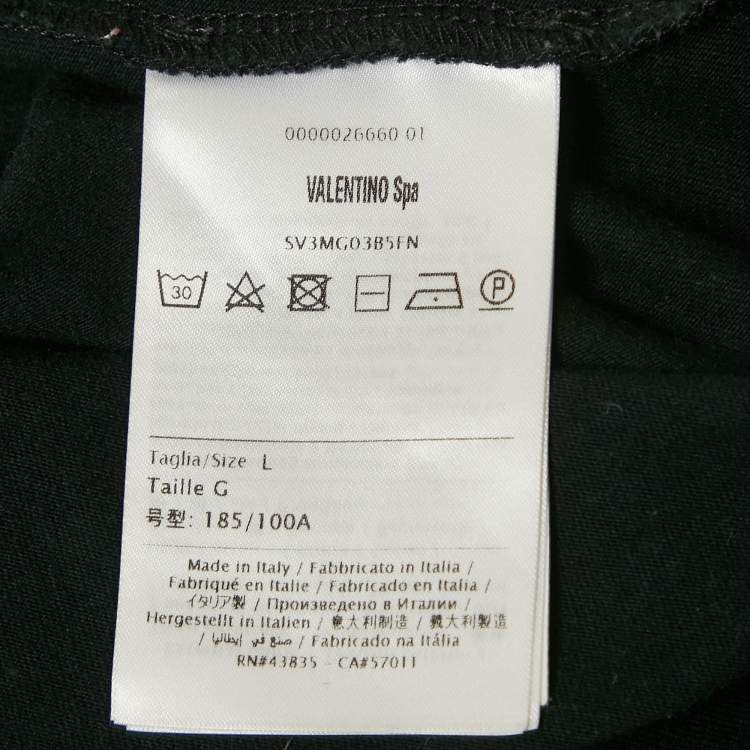 0000026660 01
VALENTINO Spa
SV3MG03B5FN
30
P
Taglia/Size L
Taille G
号型: 185/100A
Made in Italy / Fabbricato in Italia /
Fabriqué en Italie / Fabricado en Italia /
イタリア製 / Произведено в Италии /
Hergestellt in Italien / 意大利制造 / 義大利製造
/ صنع في إيطاليا / Fabricado na Itália
RN#43835 - CA#57011